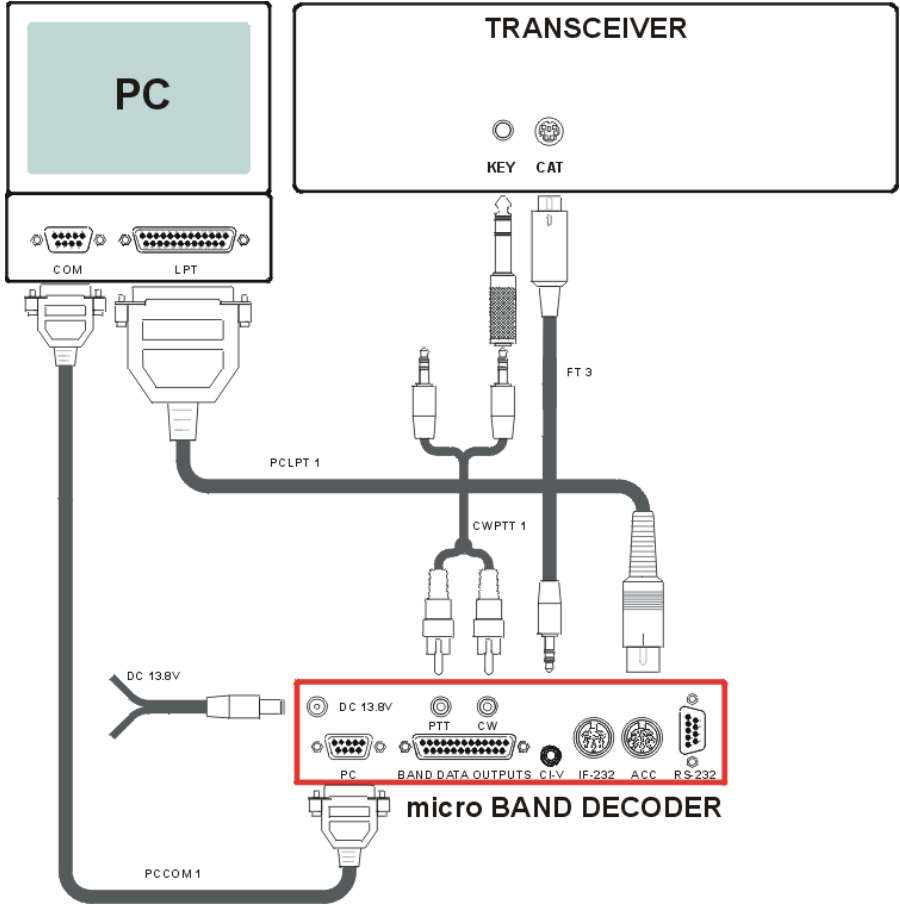 TRANSCEIVER
PC
KEY CAT
COM LPT
FT 3
PCLPT 1
CWPTT 1
DC 13.8V
DC 13.8V
PTT CW
PC BAND DATA OUTPUTS CI-V IF-232 ACC RS-232
micro BAND DECODER
PCCOM 1